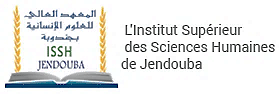 المعهد العالي
للعلوم الإنسانية
بجندوبة
ISSH
JENDOUBA
L'Institut Supérieur
des Sciences Humaines
de Jendouba